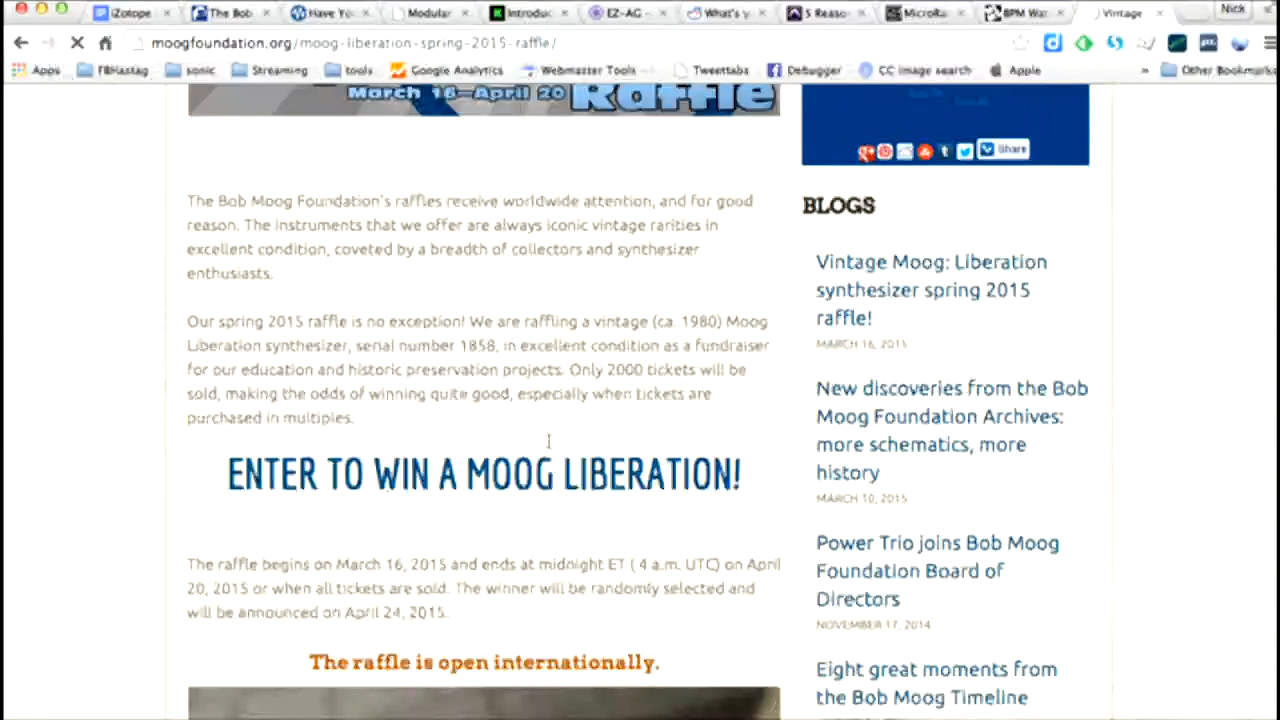 iZotope
The Bob
Have Yo
Modular
Introduc
EZ-AG -
What's y
5 Reaso
MicroRa
BPM Wa
Vintage
Nick
moogfoundation.org/moog-liberation-spring-2015-raffle/
Apps
FBHastag
sonic
Streaming
tools
Google Analytics
Webmaster Tools
Tweettabs
Debugger
CC image search
Apple
»
Other Bookmarks
March 16—April 20 Raffle
Share
The Bob Moog Foundation's raffles receive worldwide attention, and for good
reason. The instruments that we offer are always iconic vintage rarities in
excellent condition, coveted by a breadth of collectors and synthesizer
enthusiasts.
Our spring 2015 raffle is no exception! We are raffling a vintage (ca. 1980) Moog
Liberation synthesizer, serial number 1858, in excellent condition as a fundraiser
for our education and historic preservation projects. Only 2000 tickets will be
sold, making the odds of winning quite good, especially when tickets are
purchased in multiples.
ENTER TO WIN A MOOG LIBERATION!
The raffle begins on March 16, 2015 and ends at midnight ET ( 4 a.m. UTC) on April
20, 2015 or when all tickets are sold. The winner will be randomly selected and
will be announced on April 24, 2015.
The raffle is open internationally.
BLOGS
Vintage Moog: Liberation
synthesizer spring 2015
raffle!
MARCH 16, 2015
New discoveries from the Bob
Moog Foundation Archives:
more schematics, more
history
MARCH 10, 2015
Power Trio joins Bob Moog
Foundation Board of
Directors
NOVEMBER 17, 2014
Eight great moments from
the Bob Moog Timeline